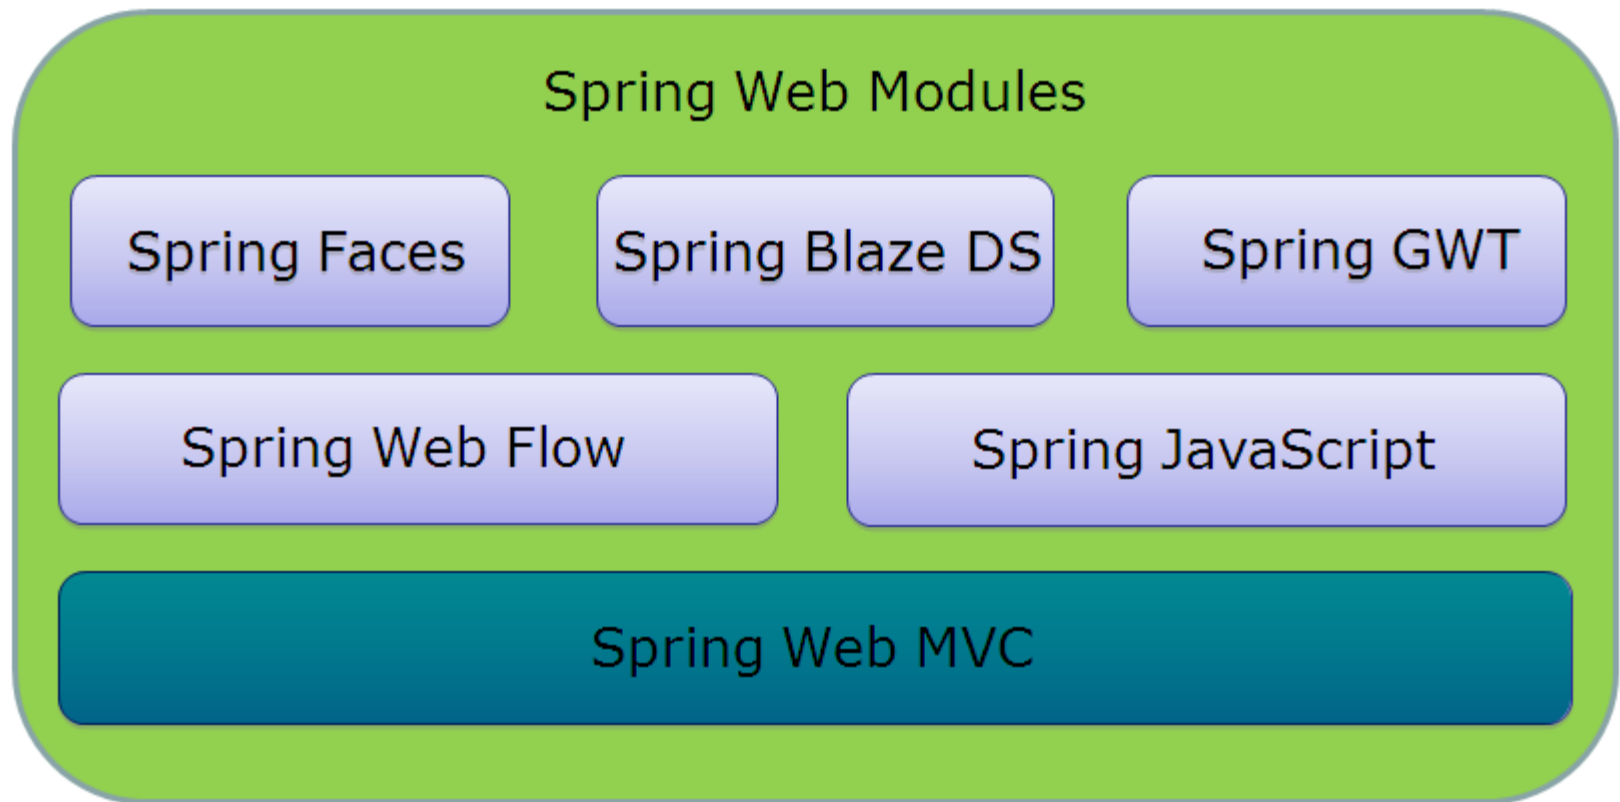 Spring Web Modules
Spring Faces
Spring Blaze DS
Spring GWT
Spring Web Flow
Spring JavaScript
Spring Web MVC